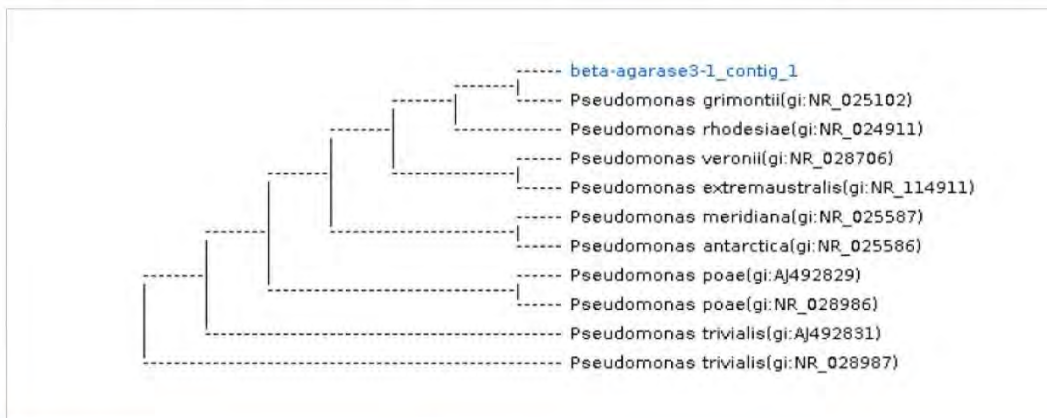 beta-agarase3-1_contig_1
Pseudomonas grimontii(gi:NR_025102)
Pseudomonas rhodesiae(gi:NR_024911)
Pseudomonas veronii(gi:NR_028706)
Pseudomonas extremaustralis(gi:NR_114911)
Pseudomonas meridiana(gi:NR_025587)
Pseudomonas antarctica(gi:NR_025586)
Pseudomonas poae(gi:AJ492829)
Pseudomonas poae(gi:NR_028986)
Pseudomonas trivialis(gi:AJ492831)
Pseudomonas trivialis(gi:NR_028987)